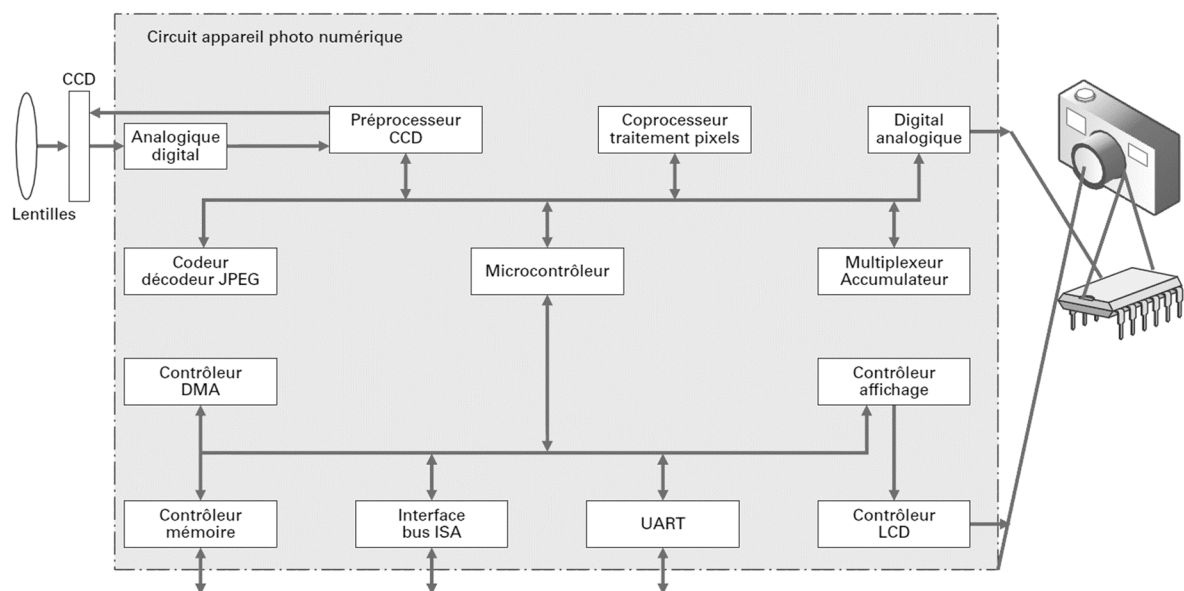 Circuit appareil photo numérique
CCD
Lentilles
Analogique
digital
Préprocesseur
CCD
Coprocesseur
traitement pixels
Digital
analogique
Codeur
décodeur JPEG
Microcontrôleur
Multiplexeur
Accumulateur
Contrôleur
DMA
Contrôleur
affichage
Contrôleur
mémoire
Interface
bus ISA
UART
Contrôleur
LCD